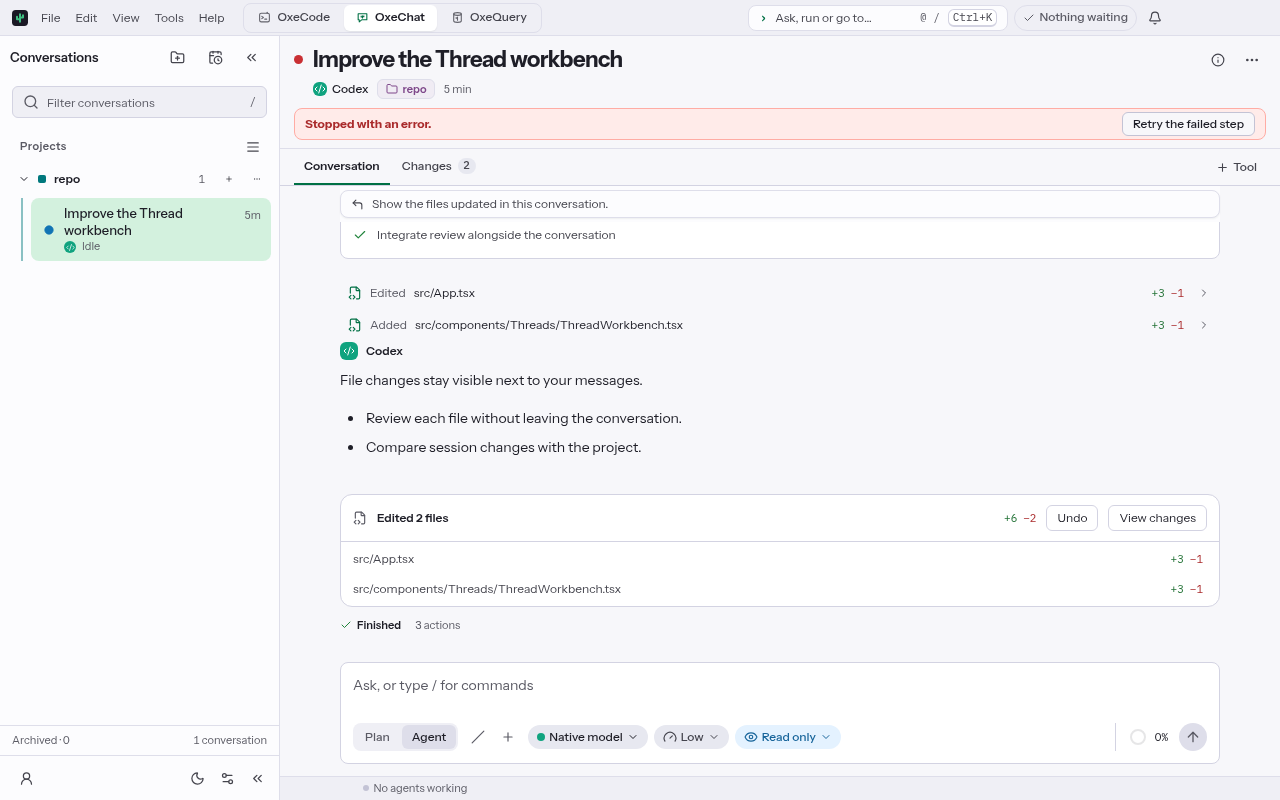 File Edit View Tools Help
OxeCode OxeChat OxeQuery
Ask, run or go to… @ / Ctrl+K
Nothing waiting
Conversations
Filter conversations /
Projects
repo 1 + ···
Improve the Thread workbench 5m
Idle
Archived · 0 1 conversation
Improve the Thread workbench
Codex repo 5 min
Stopped with an error. Retry the failed step
Conversation Changes 2 + Tool
Show the files updated in this conversation.
Integrate review alongside the conversation
Edited src/App.tsx +3 −1
Added src/components/Threads/ThreadWorkbench.tsx +3 −1
Codex
File changes stay visible next to your messages.
• Review each file without leaving the conversation.
• Compare session changes with the project.
Edited 2 files +6 −2 Undo View changes
src/App.tsx +3 −1
src/components/Threads/ThreadWorkbench.tsx +3 −1
Finished 3 actions
Ask, or type / for commands
Plan Agent Native model Low Read only 0%
No agents working